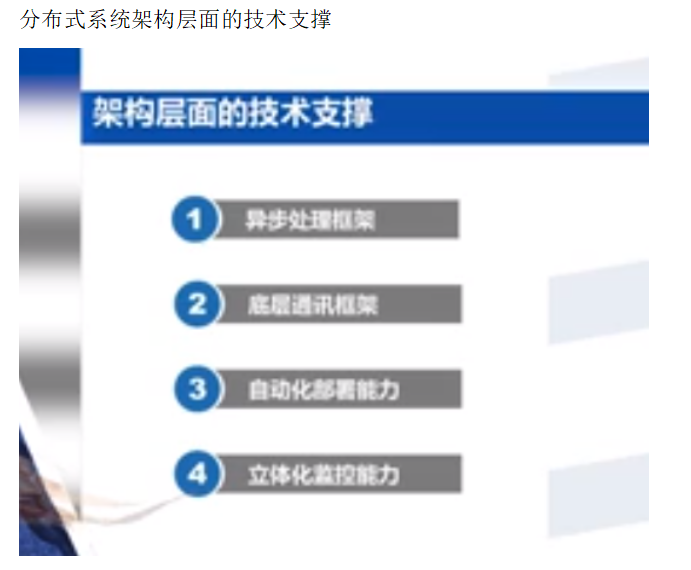 分布式系统架构层面的技术支撑
架构层面的技术支撑
1 异步处理框架
2 底层通讯框架
3 自动化部署能力
4 立体化监控能力